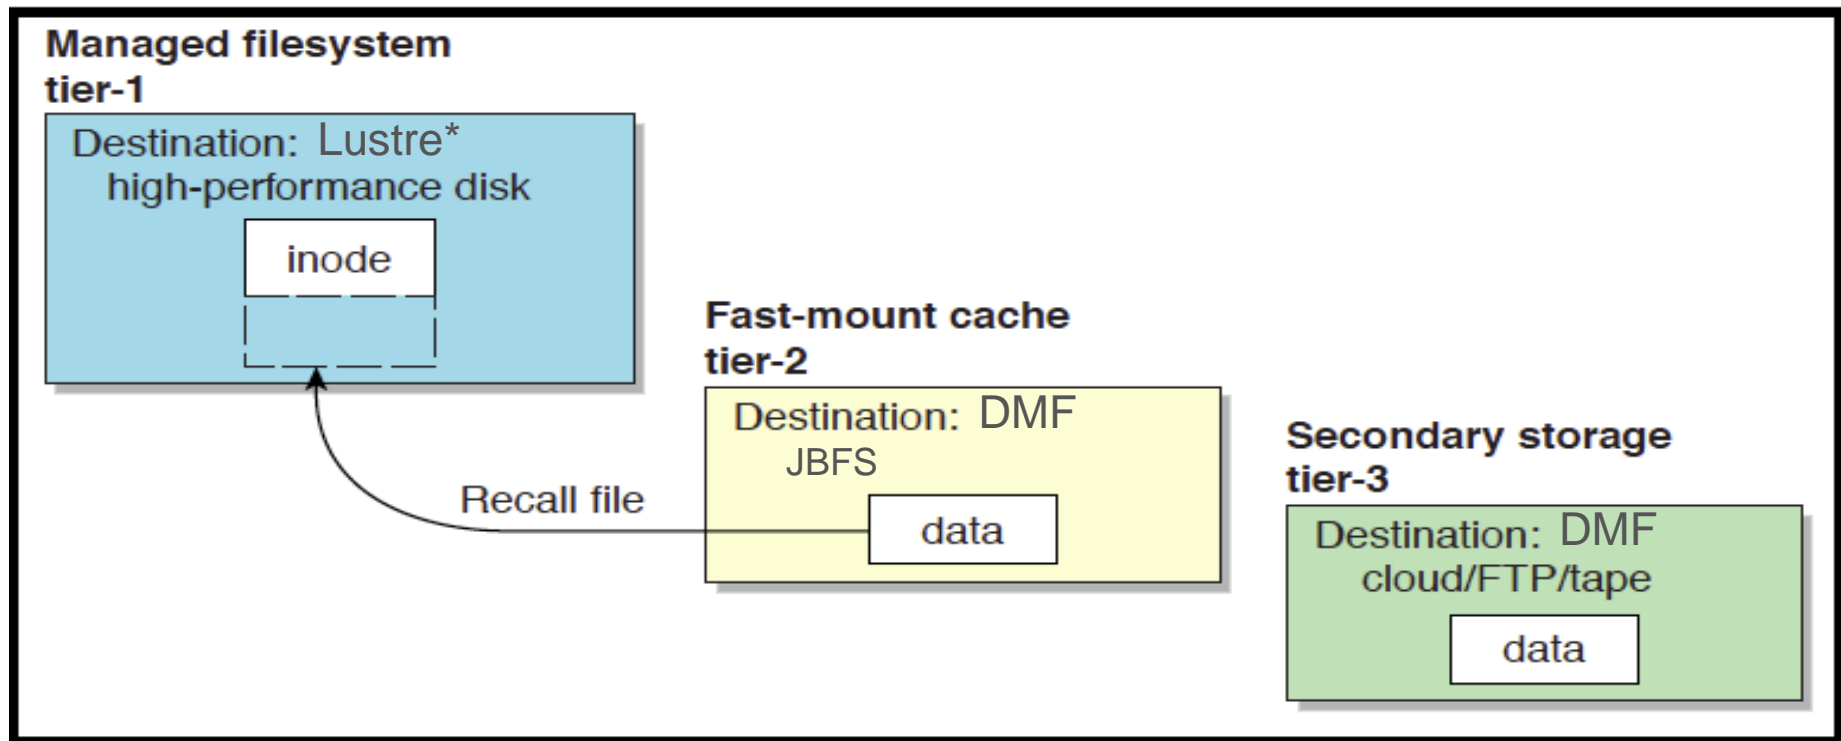 Managed filesystem
tier-1
Destination: Lustre*
high-performance disk
inode
Fast-mount cache
tier-2
Destination: DMF
JBFS
Recall file
data
Secondary storage
tier-3
Destination: DMF
cloud/FTP/tape
data